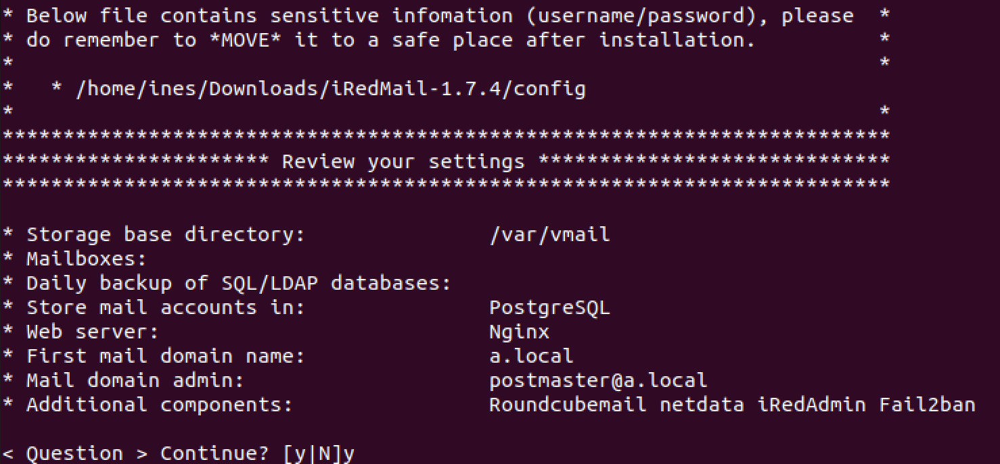 * Below file contains sensitive infomation (username/password), please  *
* do remember to *MOVE* it to a safe place after installation.          *
*                                                                       *
*   * /home/ines/Downloads/iRedMail-1.7.4/config
*                                                                       *
*************************************************************************
********************** Review your settings *****************************
*************************************************************************
* Storage base directory:               /var/vmail
* Mailboxes:
* Daily backup of SQL/LDAP databases:
* Store mail accounts in:               PostgreSQL
* Web server:                           Nginx
* First mail domain name:               a.local
* Mail domain admin:                    postmaster@a.local
* Additional components:                Roundcubemail netdata iRedAdmin Fail2ban
< Question > Continue? [y|N]y